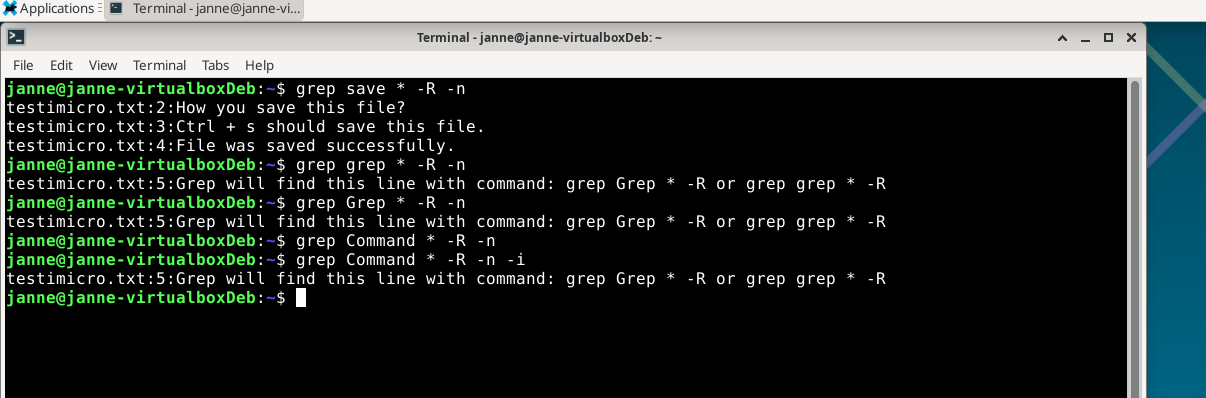 Applications
Terminal - janne@janne-vi...
Terminal - janne@janne-virtualboxDeb: ~
File Edit View Terminal Tabs Help
janne@janne-virtualboxDeb:~$ grep save * -R -n
testimicro.txt:2:How you save this file?
testimicro.txt:3:Ctrl + s should save this file.
testimicro.txt:4:File was saved successfully.
janne@janne-virtualboxDeb:~$ grep grep * -R -n
testimicro.txt:5:Grep will find this line with command: grep Grep * -R or grep grep * -R
janne@janne-virtualboxDeb:~$ grep Grep * -R -n
testimicro.txt:5:Grep will find this line with command: grep Grep * -R or grep grep * -R
janne@janne-virtualboxDeb:~$ grep Command * -R -n
janne@janne-virtualboxDeb:~$ grep Command * -R -n -i
testimicro.txt:5:Grep will find this line with command: grep Grep * -R or grep grep * -R
janne@janne-virtualboxDeb:~$